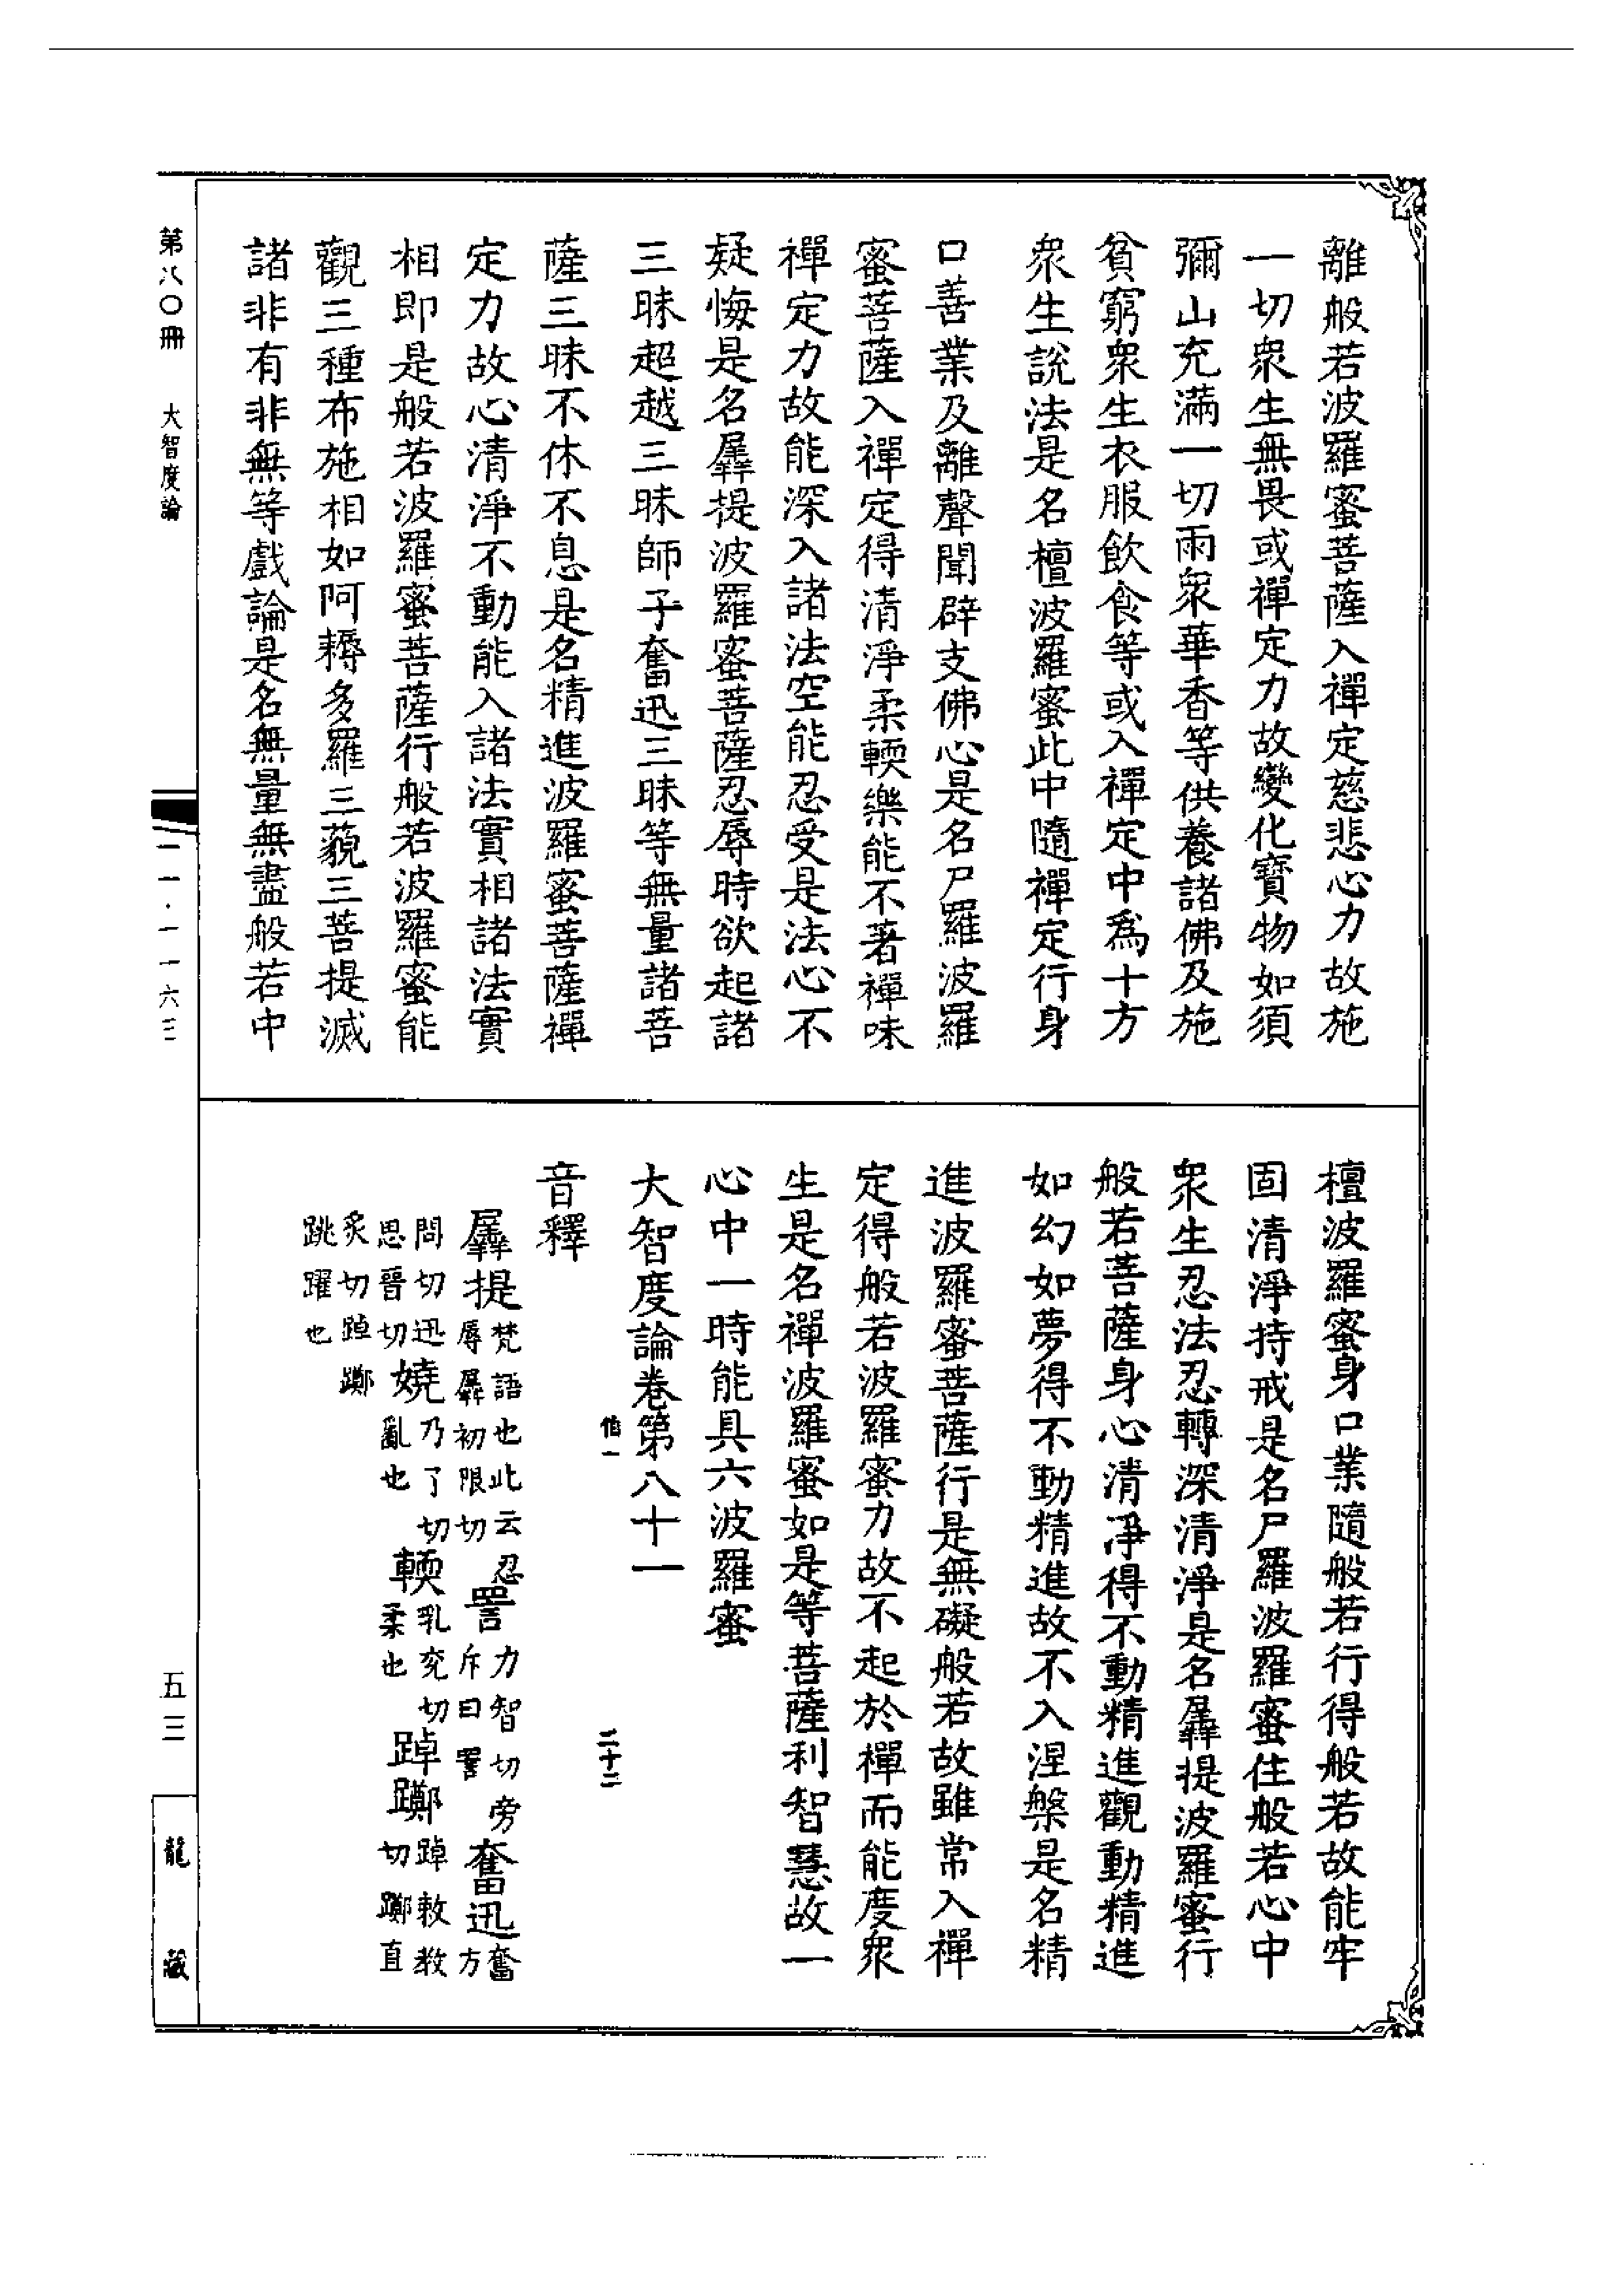 離般若波羅蜜菩薩入禪定慈悲心力故施
一切衆生無畏或禪定力故變化寶物如須
彌山充滿一切雨衆華香等供養諸佛及施
貧窮衆生衣服飲食等或入禪定中爲十方
衆生說法是名檀波羅蜜此中隨禪定行身
口善業及離聲聞辟支佛心是名尸羅波羅
蜜菩薩入禪定得清淨柔輭樂能不著禪味
禪定力故能深入諸法空能忍受是法心不
疑悔是名羼提波羅蜜菩薩忍辱時欲起諸
三昧超越三昧師子奮迅三昧等無量諸菩
薩三昧不休不息是名精進波羅蜜菩薩禪
定力故心清淨不動能入諸法實相諸法實
相即是般若波羅蜜菩薩行般若波羅蜜能
觀三種布施相如阿耨多羅三藐三菩提滅
諸非有非無等戲論是名無量無盡般若中
檀波羅蜜身口業隨般若行得般若故能牢
固清淨持戒是名尸羅波羅蜜住般若心中
衆生忍法忍轉深清淨是名羼提波羅蜜行
般若菩薩身心清淨得不動精進觀動精進
如幻如夢得不動精進故不入涅槃是名精
進波羅蜜菩薩行是無礙般若故雖常入禪
定得般若波羅蜜力故不起於禪而能度衆
生是名禪波羅蜜如是等菩薩利智慧故一
心中一時能具六波羅蜜
大智度論卷第八十一
二十二
音釋
羼提 梵語也此云忍辱羼初限切 詈 力智切旁斥曰詈 奮迅 奮方
問切迅思晉切 嬈 乃了切亂也 輭 乳兖切柔也 踔躑 踔敕教切躑直
炙切踔躑跳躍也
第八〇冊 大智度論
一一·一一六三
五三
龍藏